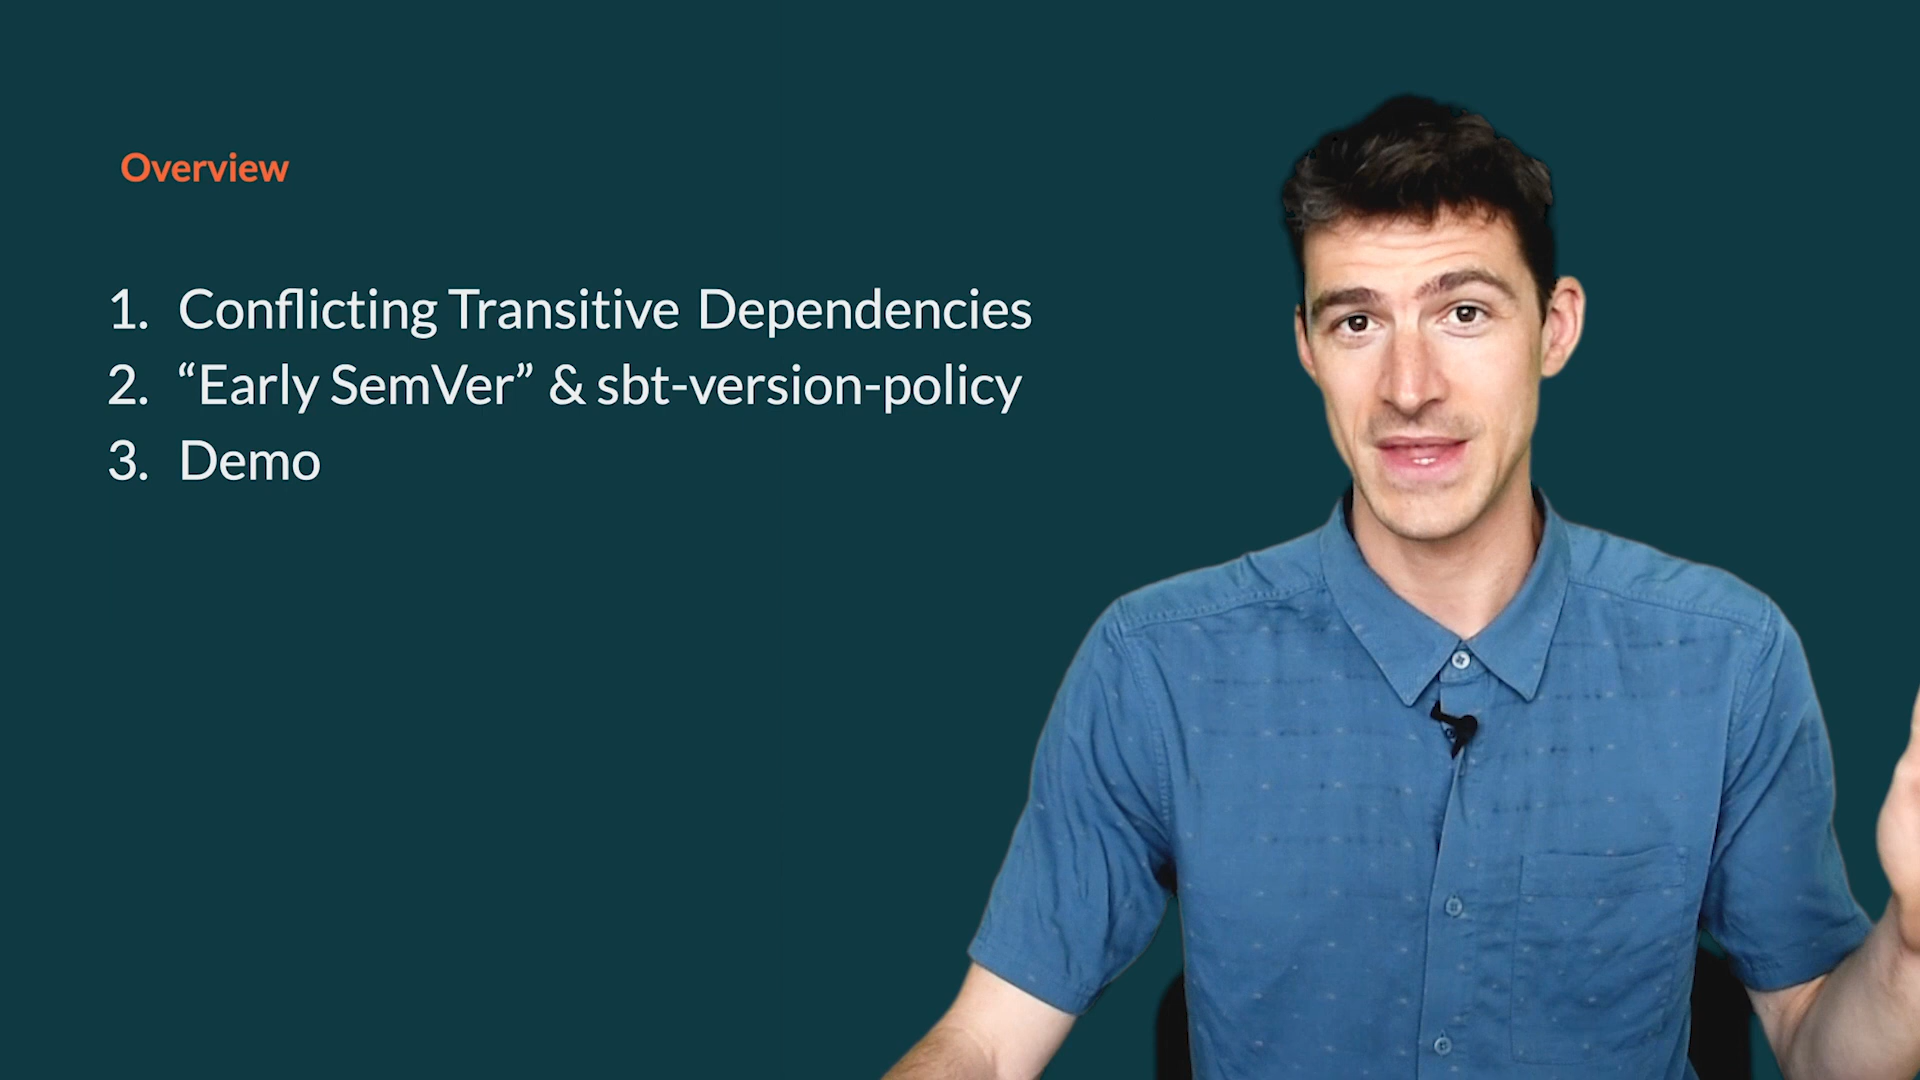 Overview
1. Conflicting Transitive Dependencies
2. “Early SemVer” & sbt-version-policy
3. Demo